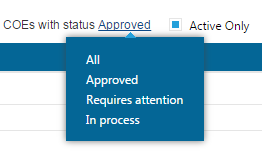 COEs with status Approved Active Only
All
Approved
Requires attention
In process